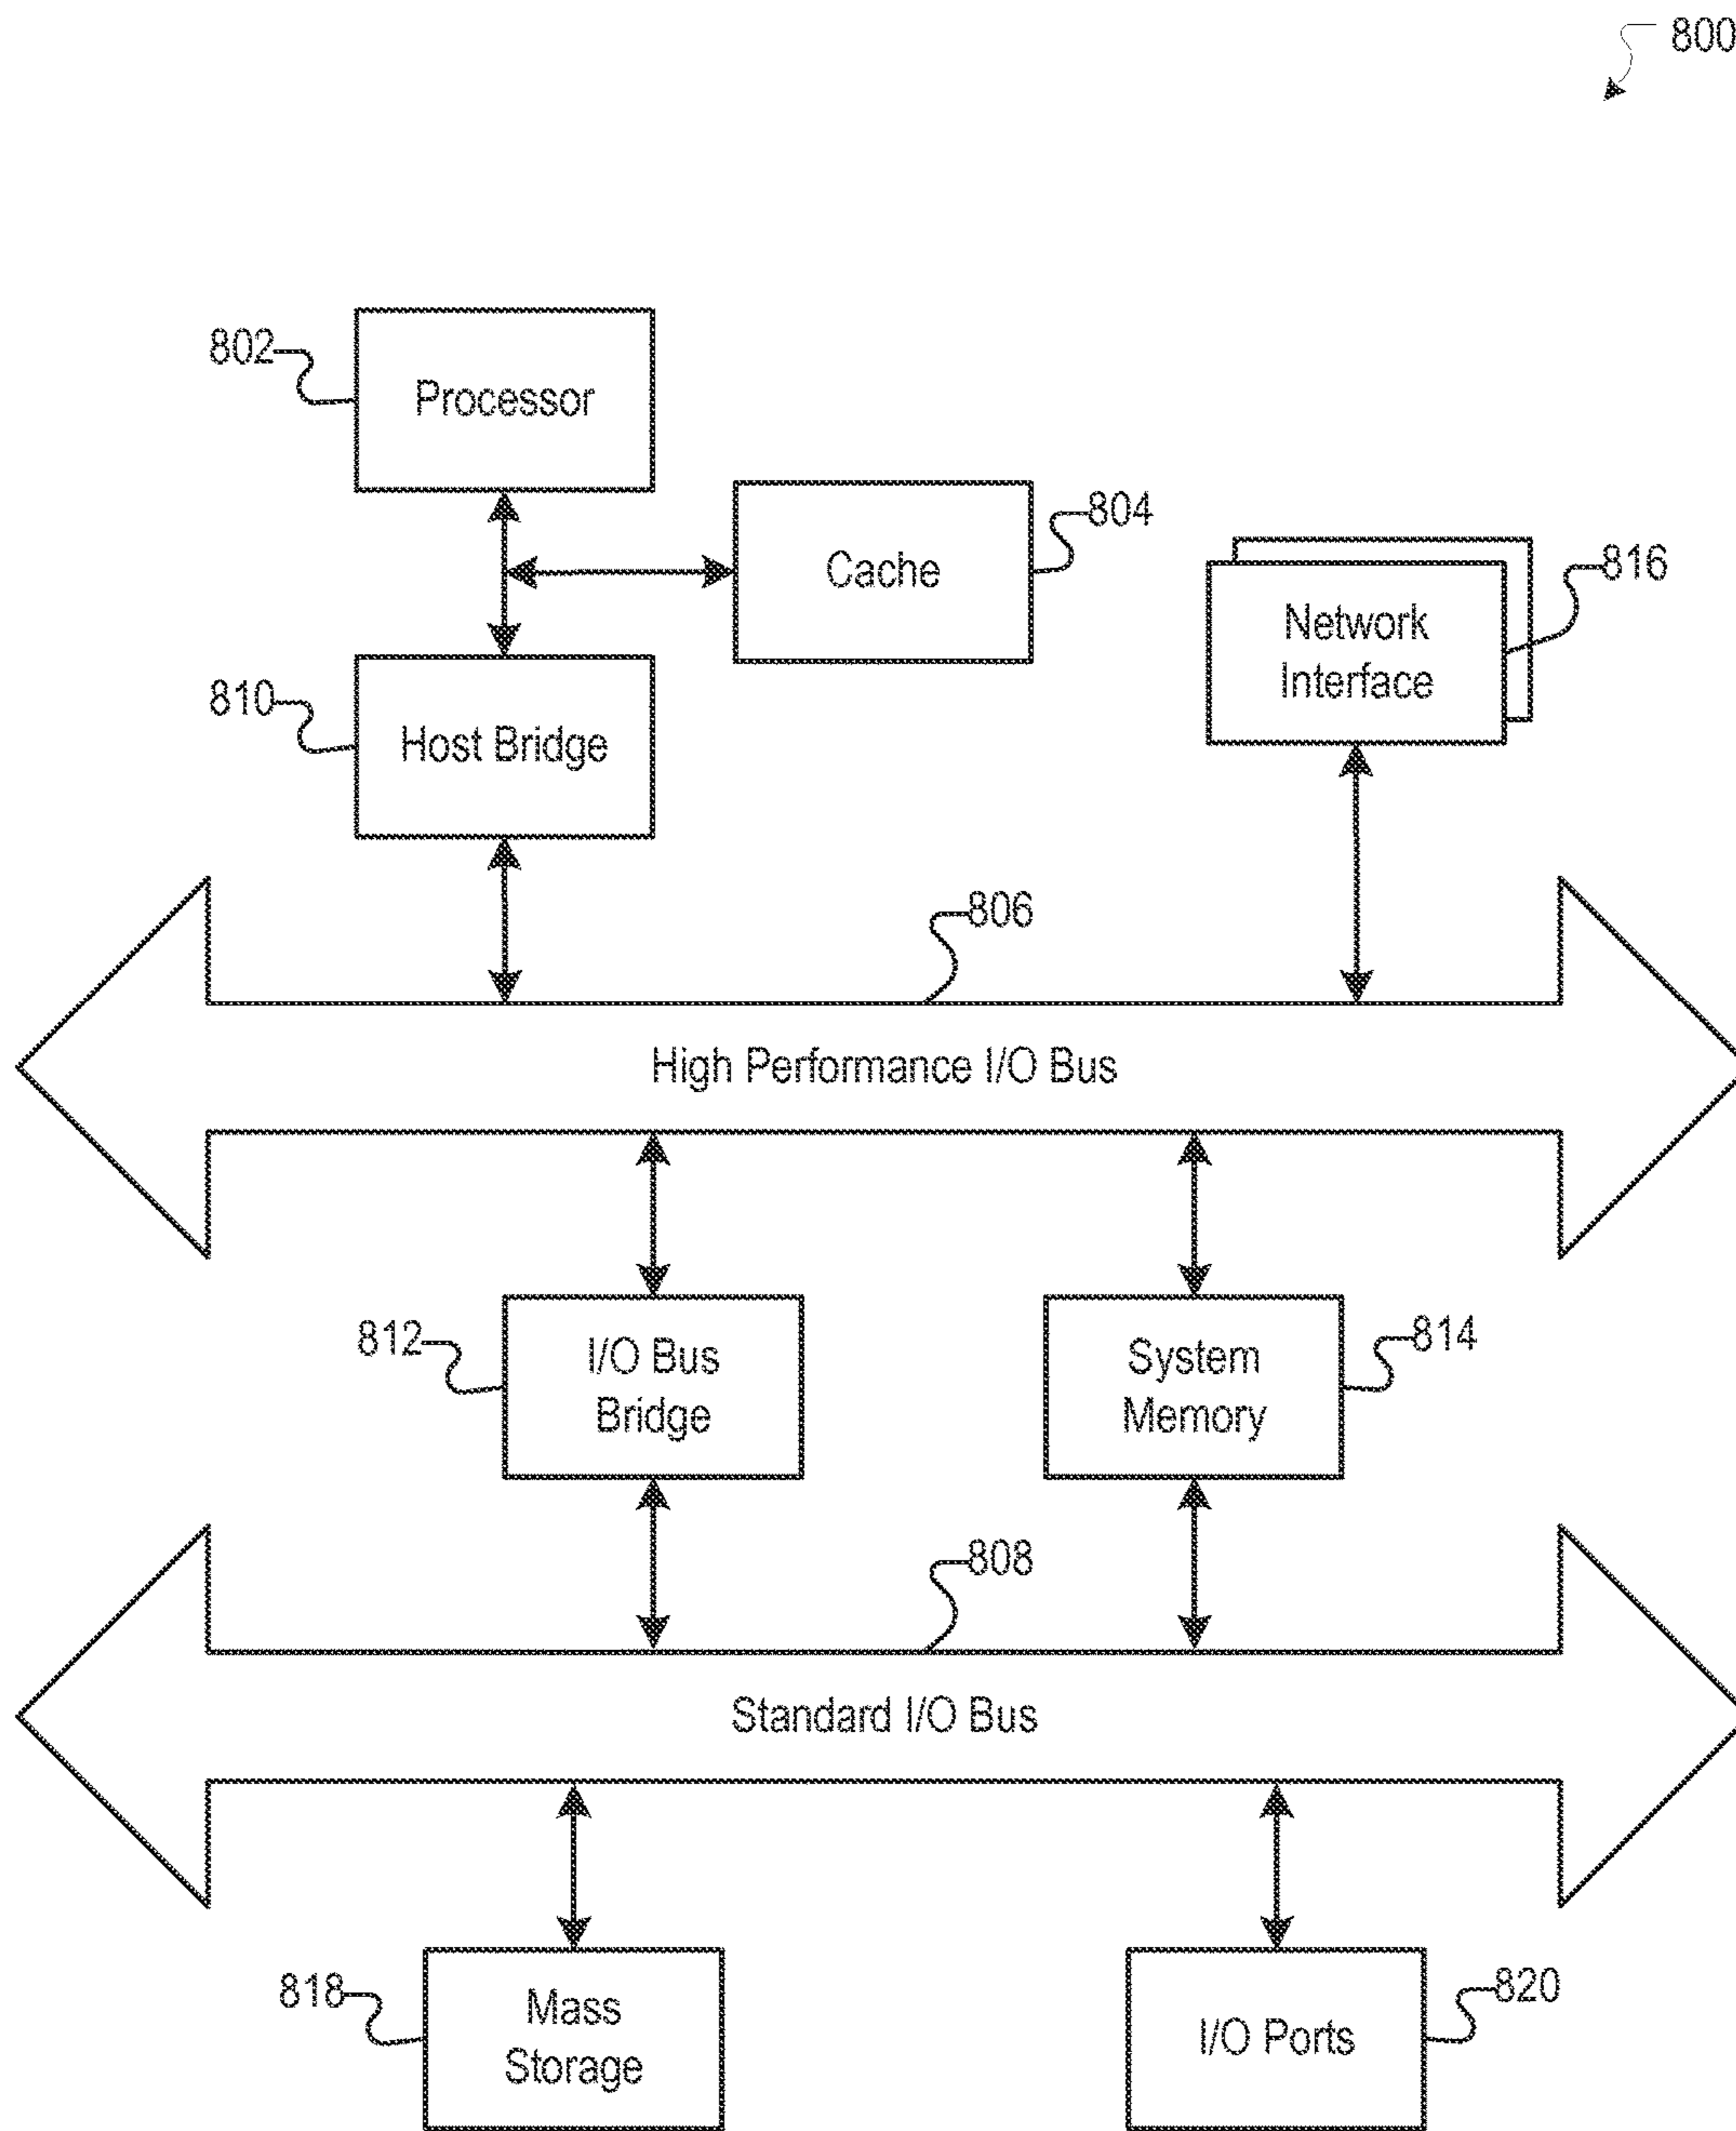 800
802
Processor
804
Cache
816
Network
Interface
810
Host Bridge
806
High Performance I/O Bus
812
I/O Bus
Bridge
System
Memory
814
808
Standard I/O Bus
818
Mass
Storage
I/O Ports
820